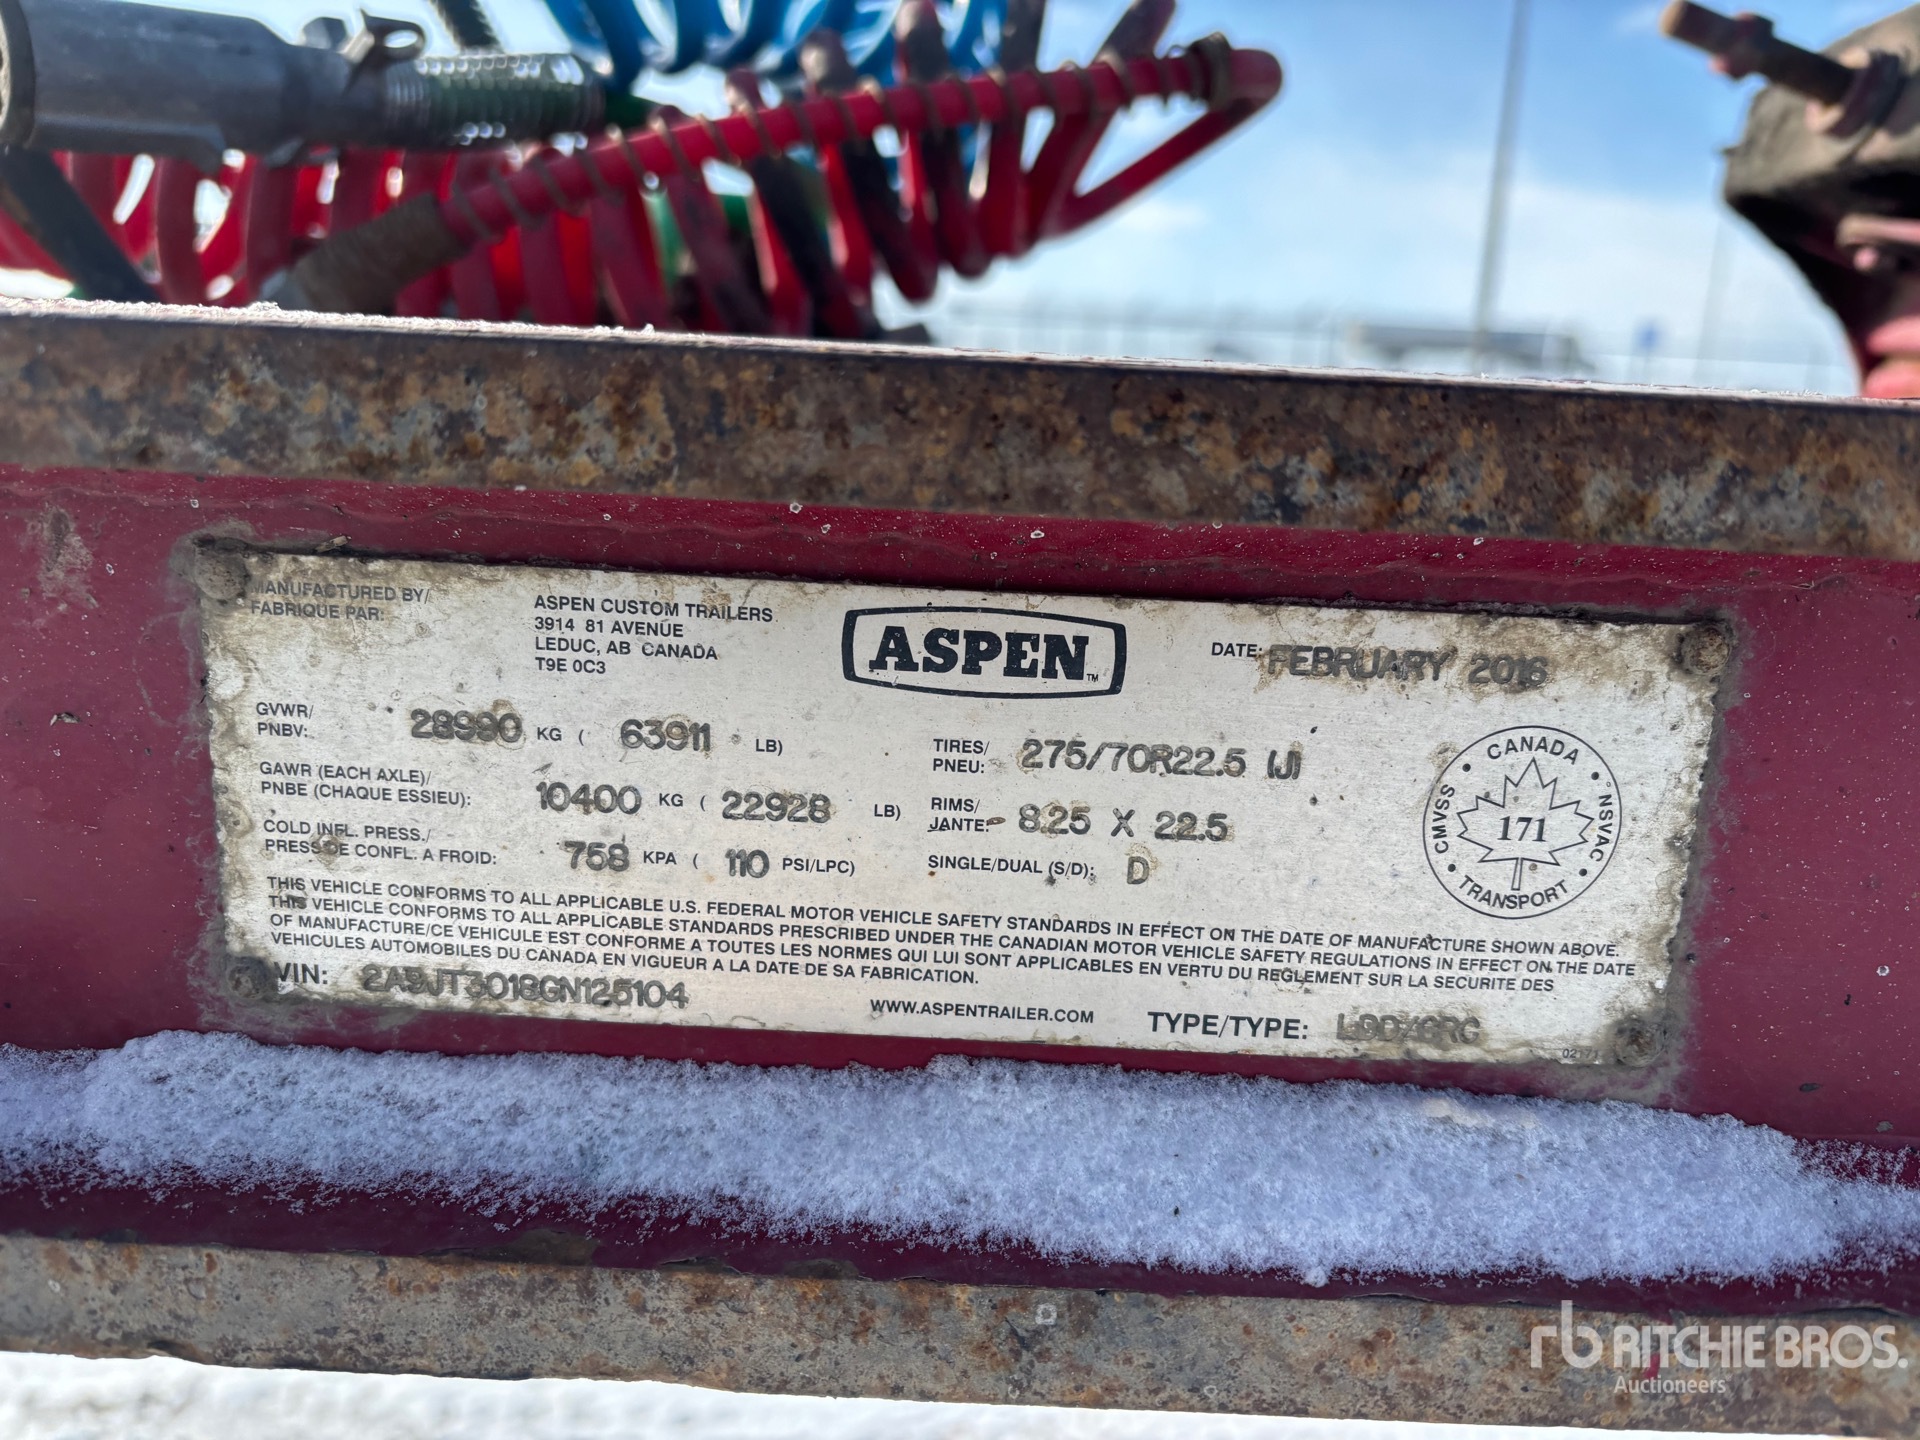 MANUFACTURED BY/
FABRIQUE PAR:
ASPEN CUSTOM TRAILERS
3914 81 AVENUE
LEDUC, AB CANADA
T9E 0C3
ASPEN™
DATE: FEBRUARY 2016
GVWR/
PNBV: 28990 KG ( 63911 LB)
GAWR (EACH AXLE)/
PNBE (CHAQUE ESSIEU): 10400 KG ( 22928 LB)
COLD INFL. PRESS./
PRESS DE CONFL. A FROID: 758 KPA ( 110 PSI/LPC)
TIRES/
PNEU: 275/70R22.5 (J)
RIMS/
JANTE: 8.25 X 22.5
SINGLE/DUAL (S/D): D
CANADA
CMVSS
NSVAC
171
TRANSPORT
THIS VEHICLE CONFORMS TO ALL APPLICABLE U.S. FEDERAL MOTOR VEHICLE SAFETY STANDARDS IN EFFECT ON THE DATE OF MANUFACTURE SHOWN ABOVE.
THIS VEHICLE CONFORMS TO ALL APPLICABLE STANDARDS PRESCRIBED UNDER THE CANADIAN MOTOR VEHICLE SAFETY REGULATIONS IN EFFECT ON THE DATE
OF MANUFACTURE/CE VEHICULE EST CONFORME A TOUTES LES NORMES QUI LUI SONT APPLICABLES EN VERTU DU REGLEMENT SUR LA SECURITE DES
VEHICULES AUTOMOBILES DU CANADA EN VIGUEUR A LA DATE DE SA FABRICATION.
VIN: 2A9JT3018GN125104
WWW.ASPENTRAILER.COM
TYPE/TYPE:
rb RITCHIE BROS.
Auctioneers